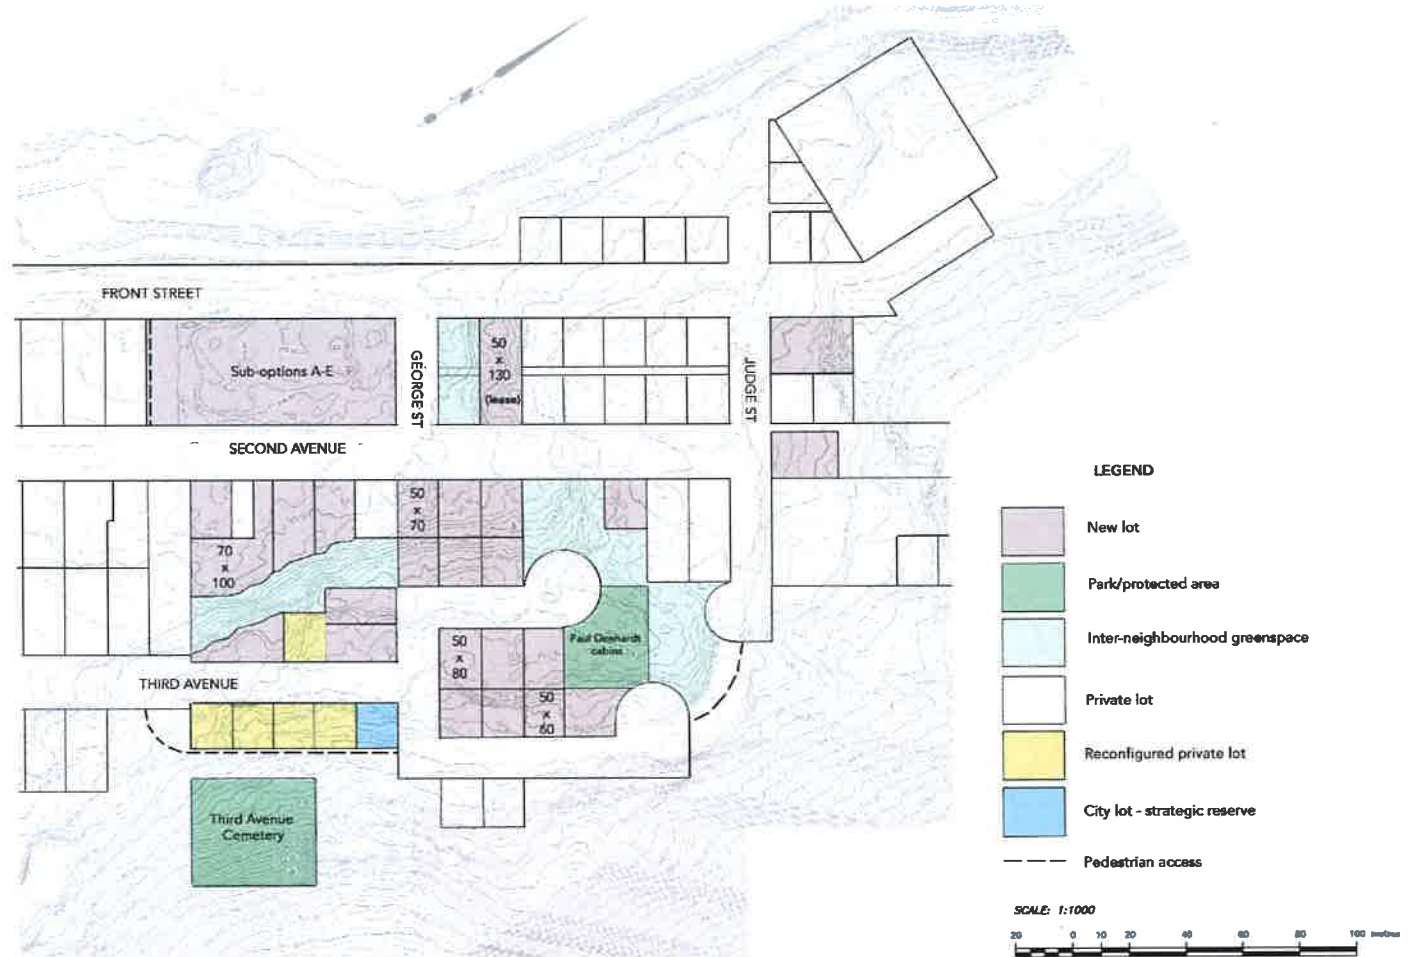 FRONT STREET
Sub-options A-E
GEORGE ST
50
x
130
(lease)
JUDGE ST
SECOND AVENUE
50
x
70
70
x
100
50
x
80
Paul Denhardt
cabins
50
x
60
THIRD AVENUE
Third Avenue
Cemetery
LEGEND
New lot
Park/protected area
Inter-neighbourhood greenspace
Private lot
Reconfigured private lot
City lot - strategic reserve
Pedestrian access
SCALE: 1:1000
20 0 10 20 40 60 80 100 metres